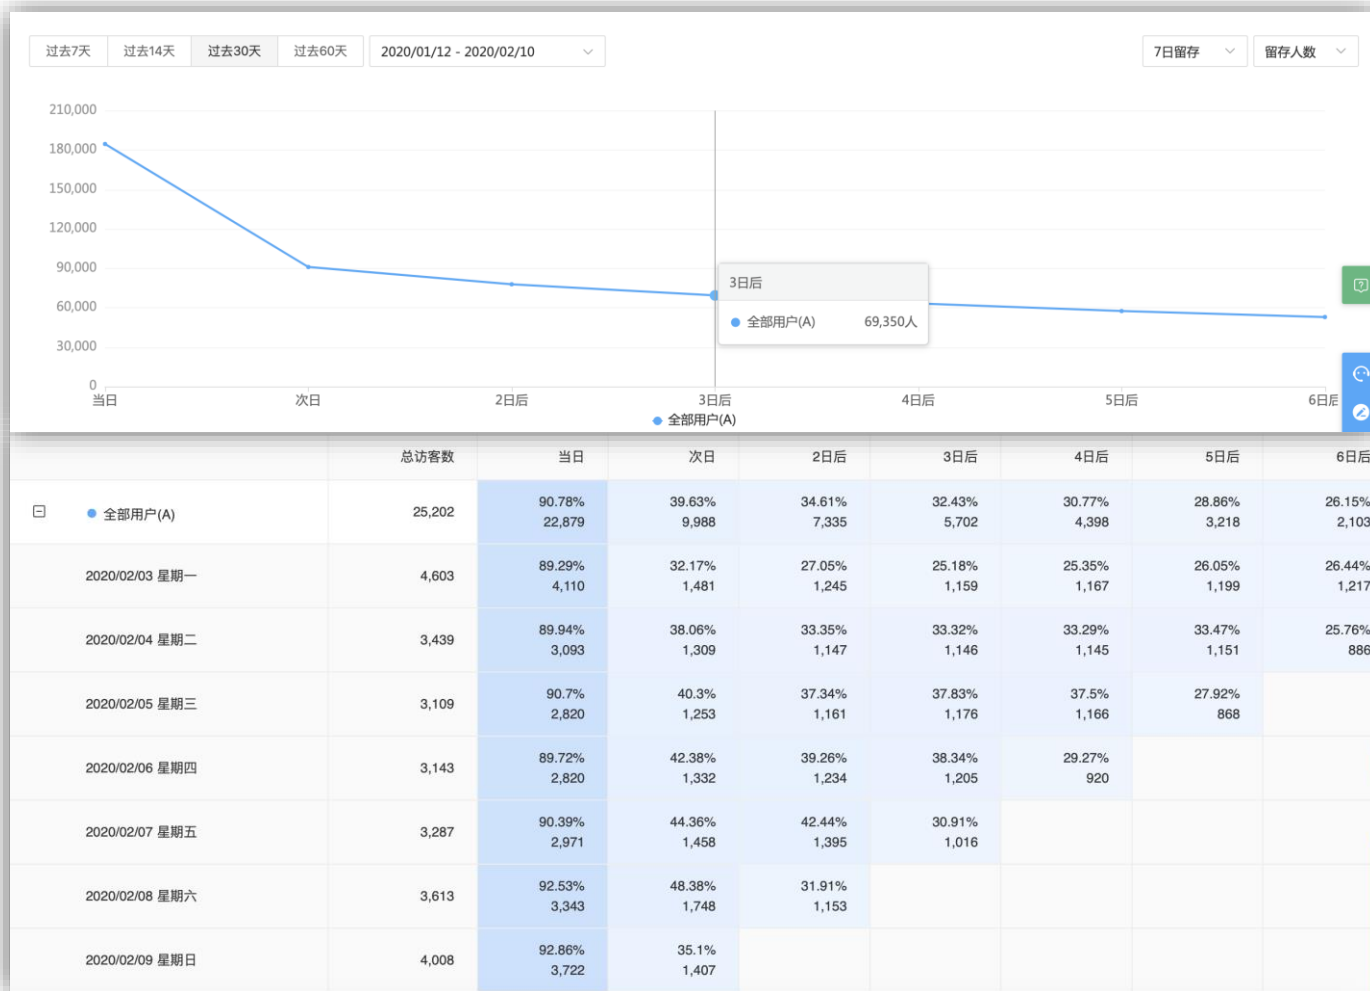 过去7天 过去14天 过去30天 过去60天 2020/01/12 - 2020/02/10 7日留存 留存人数
210,000
180,000
150,000
120,000
90,000
60,000
30,000
0
3日后
全部用户(A) 69,350人
当日 次日 2日后 3日后 4日后 5日后 6日后
全部用户(A)
总访客数 当日 次日 2日后 3日后 4日后 5日后 6日后
90.78% 39.63% 34.61% 32.43% 30.77% 28.86% 26.15%
全部用户(A) 25,202
22,879 9,988 7,335 5,702 4,398 3,218 2,103
89.29% 32.17% 27.05% 25.18% 25.35% 26.05% 26.44%
2020/02/03 星期一 4,603
4,110 1,481 1,245 1,159 1,167 1,199 1,217
89.94% 38.06% 33.35% 33.32% 33.29% 33.47% 25.76%
2020/02/04 星期二 3,439
3,093 1,309 1,147 1,146 1,145 1,151 886
90.7% 40.3% 37.34% 37.83% 37.5% 27.92%
2020/02/05 星期三 3,109
2,820 1,253 1,161 1,176 1,166 868
89.72% 42.38% 39.26% 38.34% 29.27%
2020/02/06 星期四 3,143
2,820 1,332 1,234 1,205 920
90.39% 44.36% 42.44% 30.91%
2020/02/07 星期五 3,287
2,971 1,458 1,395 1,016
92.53% 48.38% 31.91%
2020/02/08 星期六 3,613
3,343 1,748 1,153
92.86% 35.1%
2020/02/09 星期日 4,008
3,722 1,407